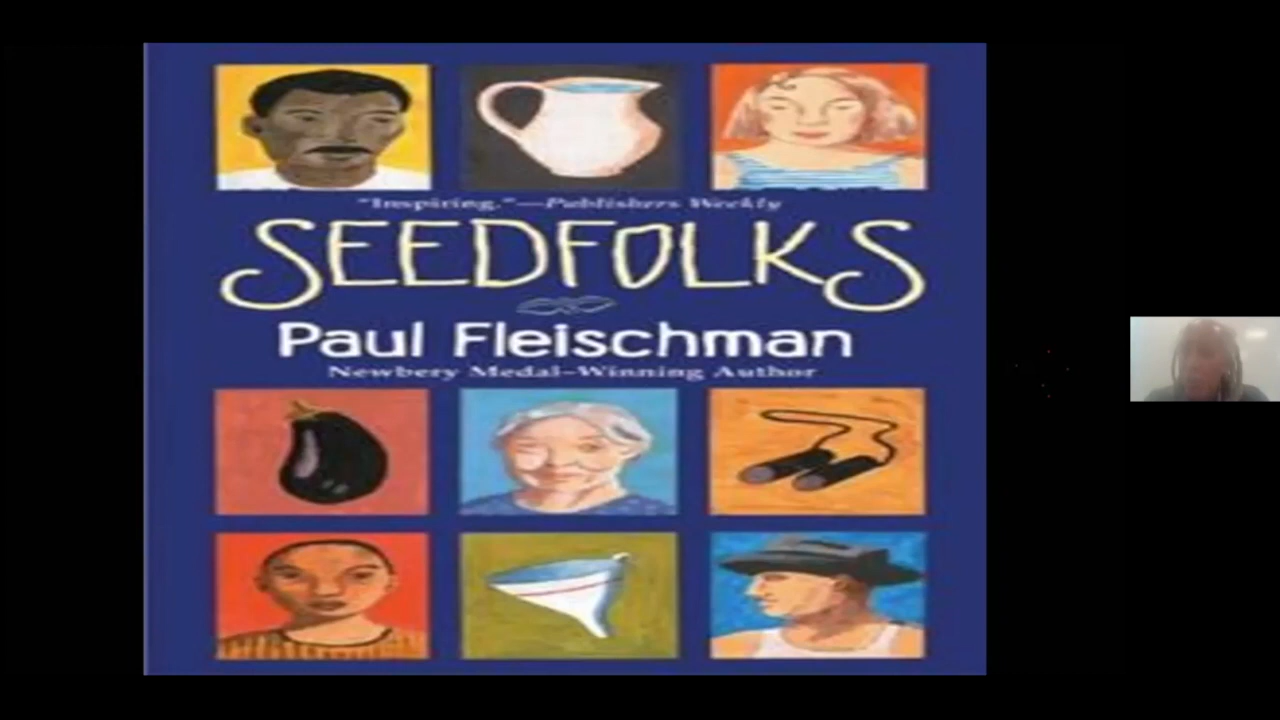 "Inspiring."—Publishers Weekly
SEEDFOLKS
Paul Fleischman
Newbery Medal-Winning Author